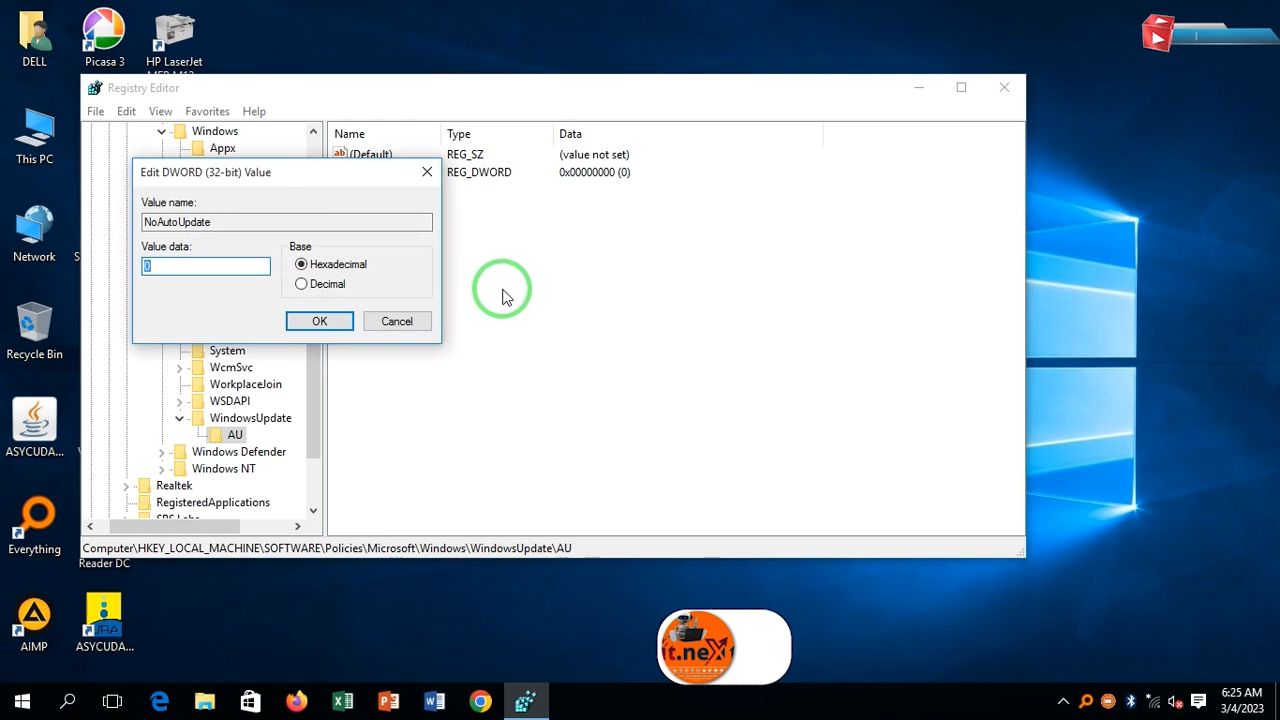 DELL
Picasa 3
HP LaserJet
This PC
Network
Recycle Bin
ASYCUDA...
Everything
Reader DC
AIMP
ASYCUDA...
Registry Editor
File Edit View Favorites Help
Windows
Appx
System
WcmSvc
WorkplaceJoin
WSDAPI
WindowsUpdate
AU
Windows Defender
Windows NT
Realtek
RegisteredApplications
Name Type Data
(Default) REG_SZ (value not set)
REG_DWORD 0x00000000 (0)
Edit DWORD (32-bit) Value
Value name:
NoAutoUpdate
Value data:
0
Base
Hexadecimal
Decimal
OK Cancel
Computer\HKEY_LOCAL_MACHINE\SOFTWARE\Policies\Microsoft\Windows\WindowsUpdate\AU
it.neXt
6:25 AM
3/4/2023